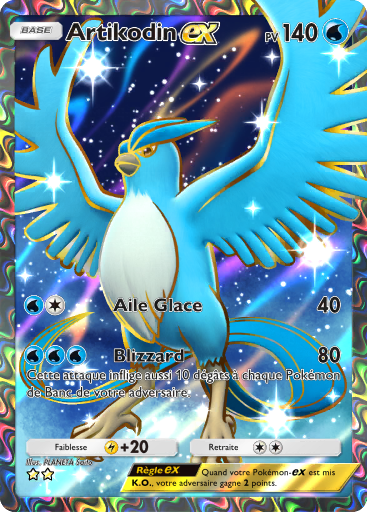 BASE Artikodin ex PV 140
Aile Glace 40
Blizzard 80
Cette attaque inflige aussi 10 dégâts à chaque Pokémon
de Banc de votre adversaire.
Faiblesse +20 Retraite
Illus. PLANETA Saito
Règle ex Quand votre Pokémon-ex est mis
K.O., votre adversaire gagne 2 points.